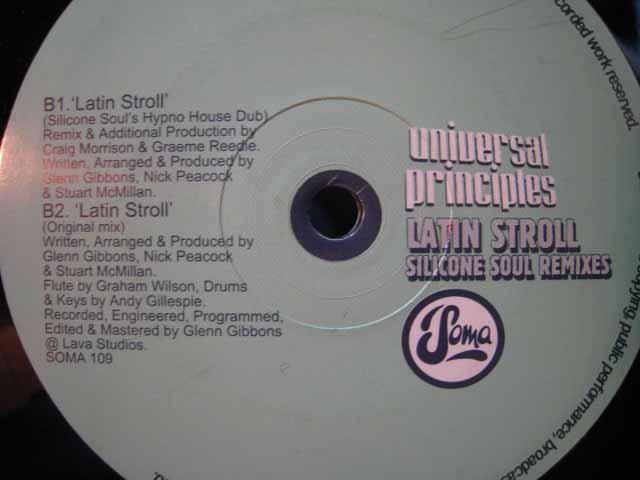 B1.'Latin Stroll'
(Silicone Soul's Hypno House Dub)
Remix & Additional Production by
Craig Morrison & Graeme Reedie.
Written, Arranged & Produced by
Glenn Gibbons, Nick Peacock
& Stuart McMillan.
B2. 'Latin Stroll'
(Original mix)
Written, Arranged & Produced by
Glenn Gibbons, Nick Peacock
& Stuart McMillan.
Flute by Graham Wilson, Drums
& Keys by Andy Gillespie.
Recorded, Engineered, Programmed,
Edited & Mastered by Glenn Gibbons
@ Lava Studios.
SOMA 109
universal
principles
LATIN STROLL
SILICONE SOUL REMIXES
Soma
work reserved.
copying, public performance,